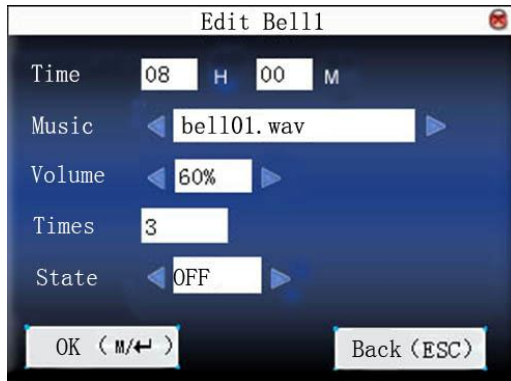 Edit Bell1
Time 08 H 00 M
Music bell01.wav
Volume 60%
Times 3
State OFF
OK (M/↵) Back(ESC)